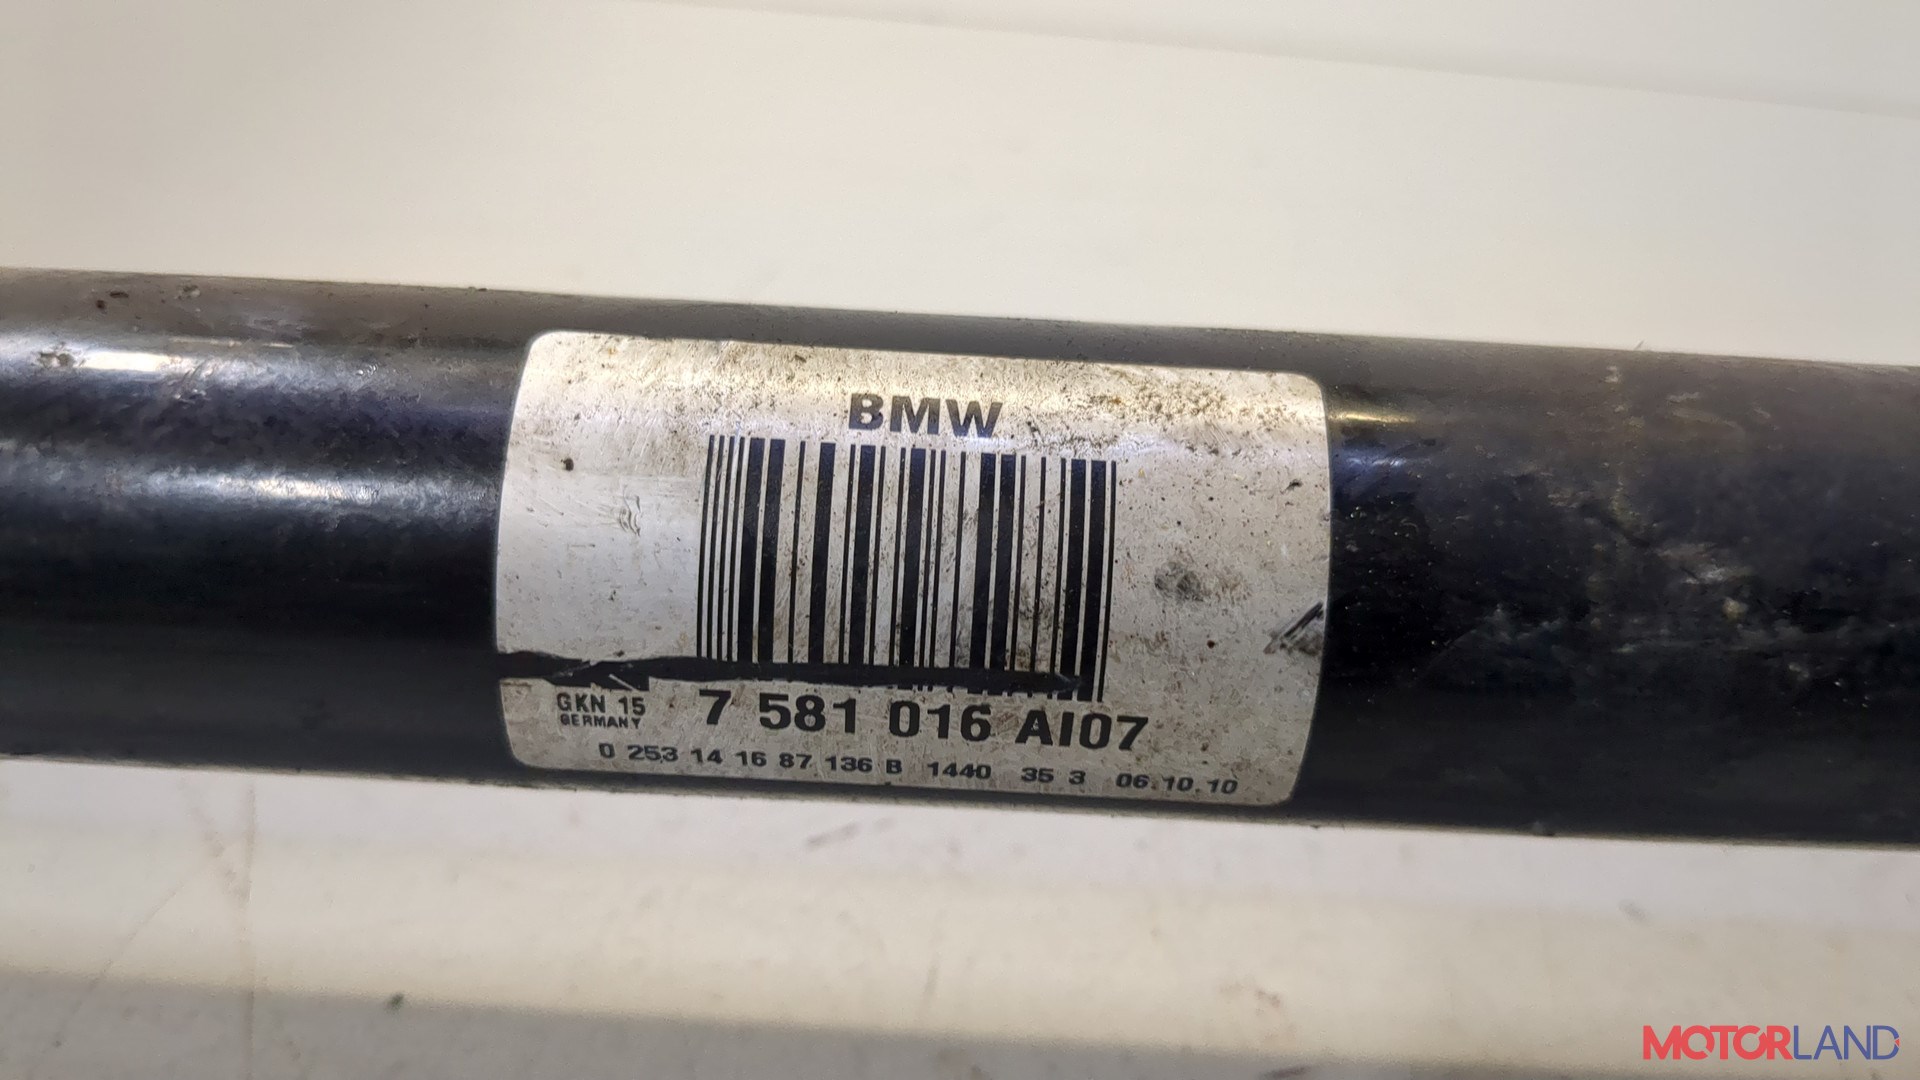 BMW
GKN 15
GERMANY
7 581 016 AI07
0 253 14 16 87 136 B 1440 35 3 06.10.10
MOTORLAND